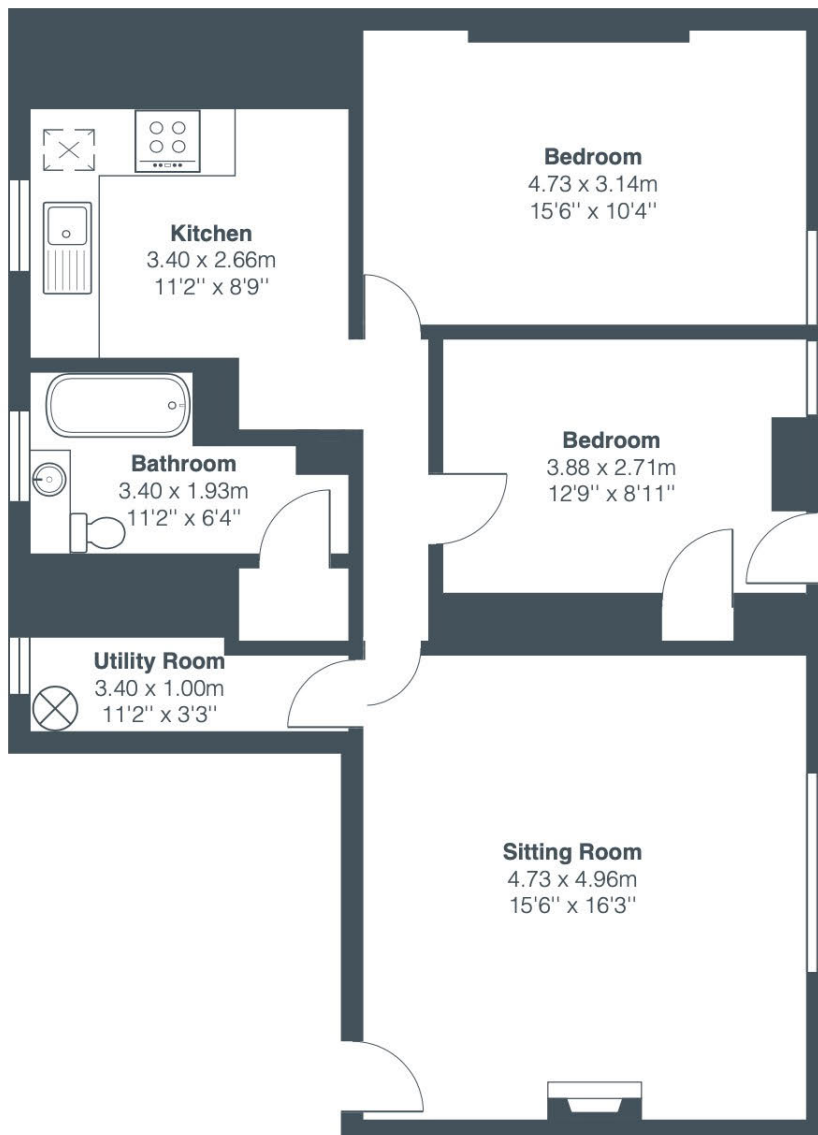 Bedroom
4.73 x 3.14m
15'6'' x 10'4''
Kitchen
3.40 x 2.66m
11'2'' x 8'9''
Bedroom
3.88 x 2.71m
12'9'' x 8'11''
Bathroom
3.40 x 1.93m
11'2'' x 6'4''
Utility Room
3.40 x 1.00m
11'2'' x 3'3''
Sitting Room
4.73 x 4.96m
15'6'' x 16'3''